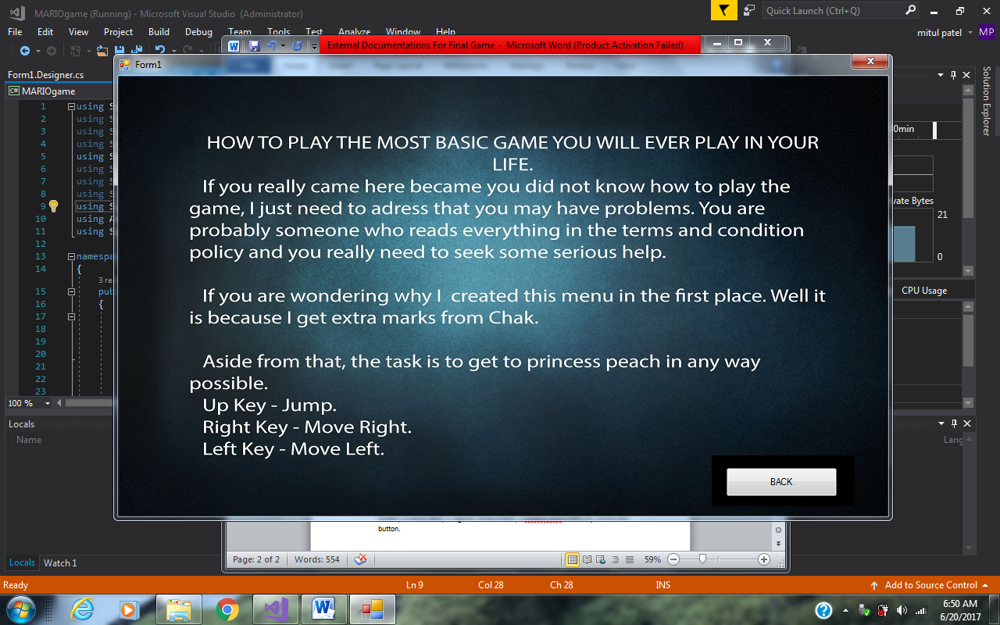 MARIOgame (Running) - Microsoft Visual Studio (Administrator)
Quick Launch (Ctrl+Q)
File Edit View Project Build Debug Team Tools Test Analyze Window Help
mitul patel MP
External Documentations For Final Game - Microsoft Word (Product Activation Failed)
Form1
Form1.Designer.cs
C# MARIOgame
Solution Explorer
1 using S
2 using S
3 using S
4 using S
5 using S
6 using S
7 using S
8 using S
9 using S
10 using A
11 using S
12
13 namespa
14 {
3 re
15 pub
16 {
17
18
19
20
21
22
23
100 %
0min
vate Bytes
21
0
CPU Usage
HOW TO PLAY THE MOST BASIC GAME YOU WILL EVER PLAY IN YOUR
LIFE.
If you really came here became you did not know how to play the
game, I just need to adress that you may have problems. You are
probably someone who reads everything in the terms and condition
policy and you really need to seek some serious help.
If you are wondering why I created this menu in the first place. Well it
is because I get extra marks from Chak.
Aside from that, the task is to get to princess peach in any way
possible.
Up Key - Jump.
Right Key - Move Right.
Left Key - Move Left.
BACK
Locals
Name
Lang
button.
Page: 2 of 2 Words: 554 59%
Locals Watch 1
Ready Ln 9 Col 28 Ch 28 INS Add to Source Control
6:50 AM
6/20/2017